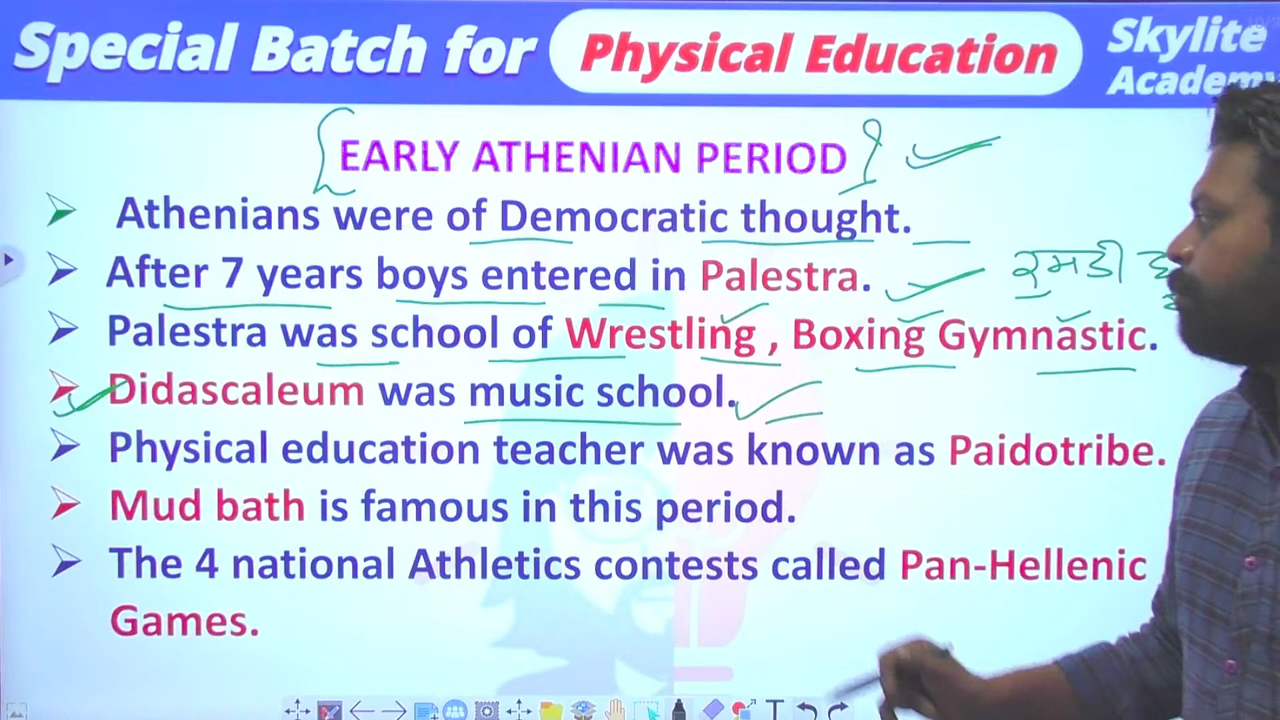 Special Batch for Physical Education Skylite
Academy
EARLY ATHENIAN PERIOD
Athenians were of Democratic thought.
After 7 years boys entered in Palestra.
Palestra was school of Wrestling , Boxing Gymnastic.
Didascaleum was music school.
Physical education teacher was known as Paidotribe.
Mud bath is famous in this period.
The 4 national Athletics contests called Pan-Hellenic
Games.